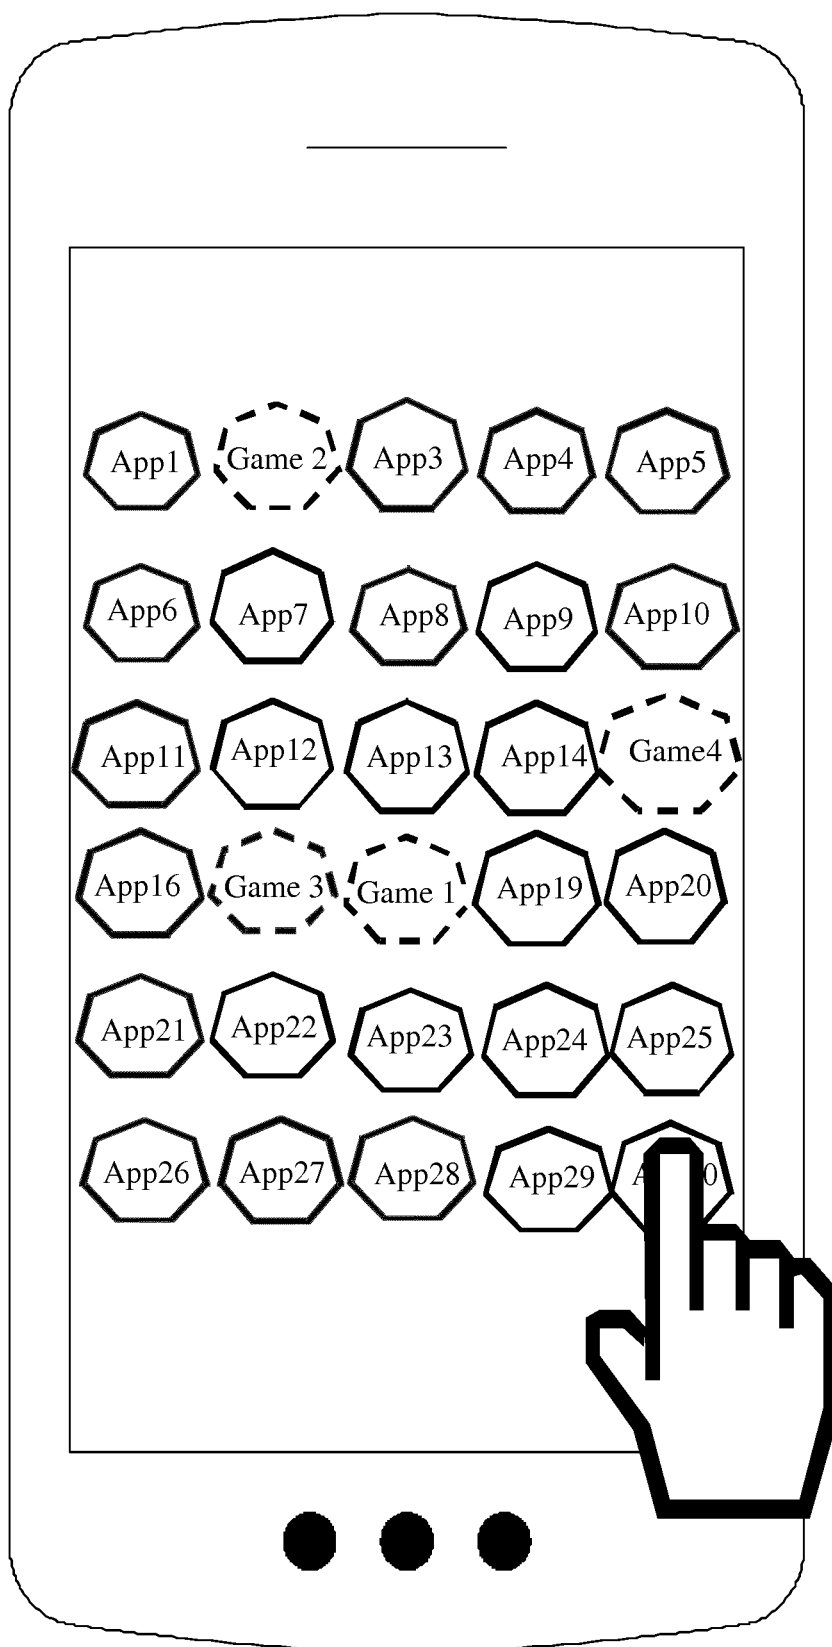 App1 Game 2 App3 App4 App5
App6 App7 App8 App9 App10
App11 App12 App13 App14 Game4
App16 Game 3 Game 1 App19 App20
App21 App22 App23 App24 App25
App26 App27 App28 App29